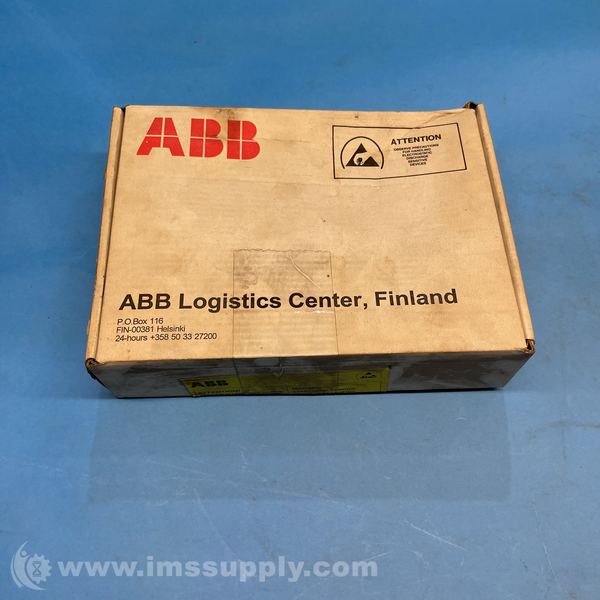 ABB
ATTENTION
OBSERVE PRECAUTIONS
FOR HANDLING
ELECTROSTATIC
DISCHARGE
SENSITIVE
DEVICES
ABB Logistics Center, Finland
P.O.Box 116
FIN-00381 Helsinki
24-hours +358 50 33 27200
ABB
www.imssupply.com